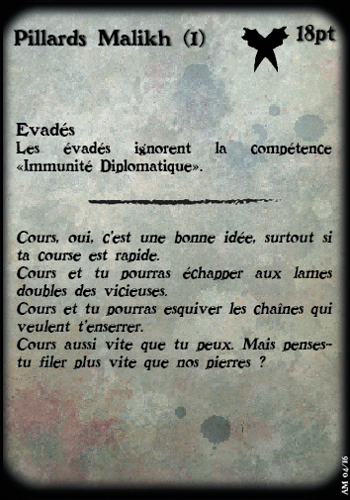 Pillards Malikh (1) 18pt
Evadés
Les évadés ignorent la compétence
«Immunité Diplomatique».
Cours, oui, c'est une bonne idée, surtout si
ta course est rapide.
Cours et tu pourras échapper aux lames
doubles des vicieuses.
Cours et tu pourras esquiver les chaînes qui
veulent t'enserrer.
Cours aussi vite que tu peux. Mais penses-
tu filer plus vite que nos pierres ?
AM 04/16